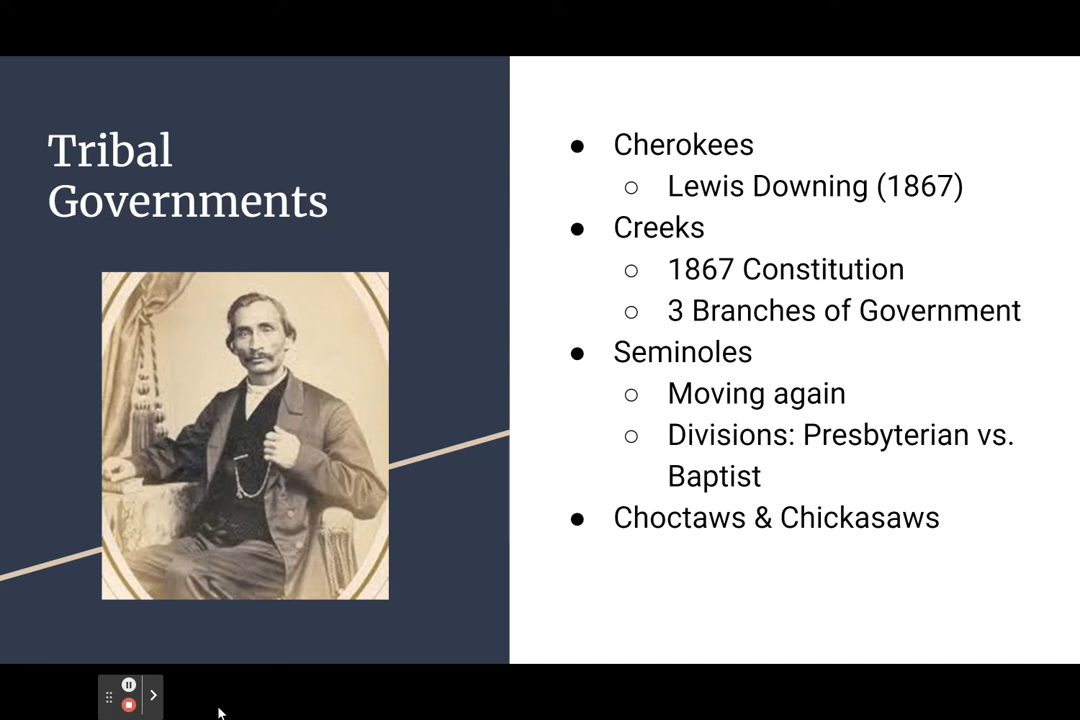 Tribal
Governments
● Cherokees
○ Lewis Downing (1867)
● Creeks
○ 1867 Constitution
○ 3 Branches of Government
● Seminoles
○ Moving again
○ Divisions: Presbyterian vs.
Baptist
● Choctaws & Chickasaws